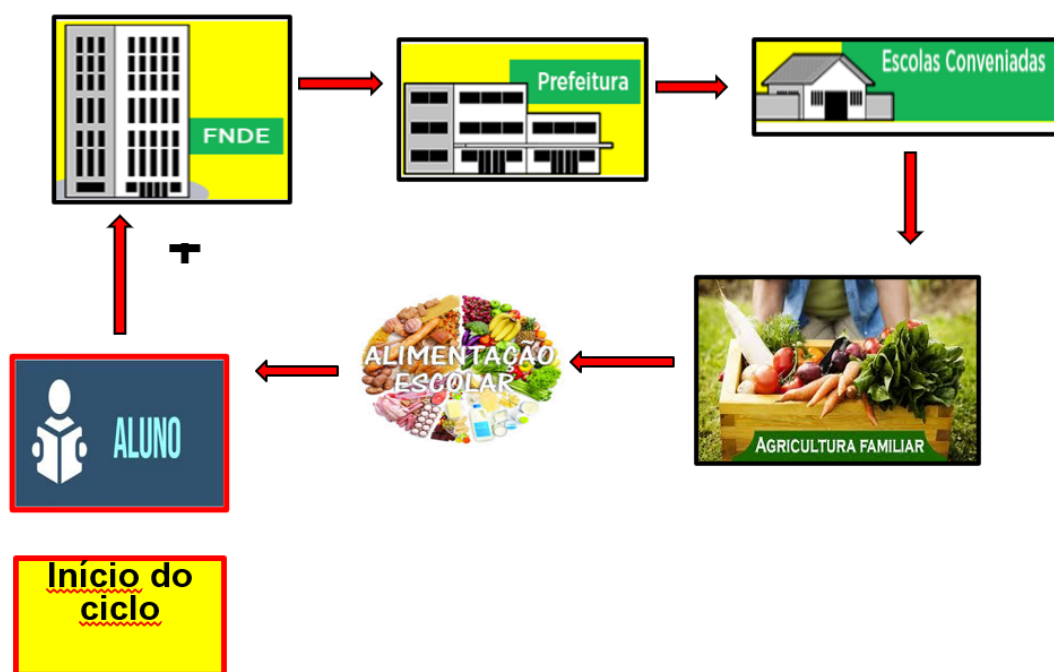 FNDE
Prefeitura
Escolas Conveniadas
AGRICULTURA FAMILIAR
ALIMENTAÇÃO
ESCOLAR
ALUNO
Início do
ciclo